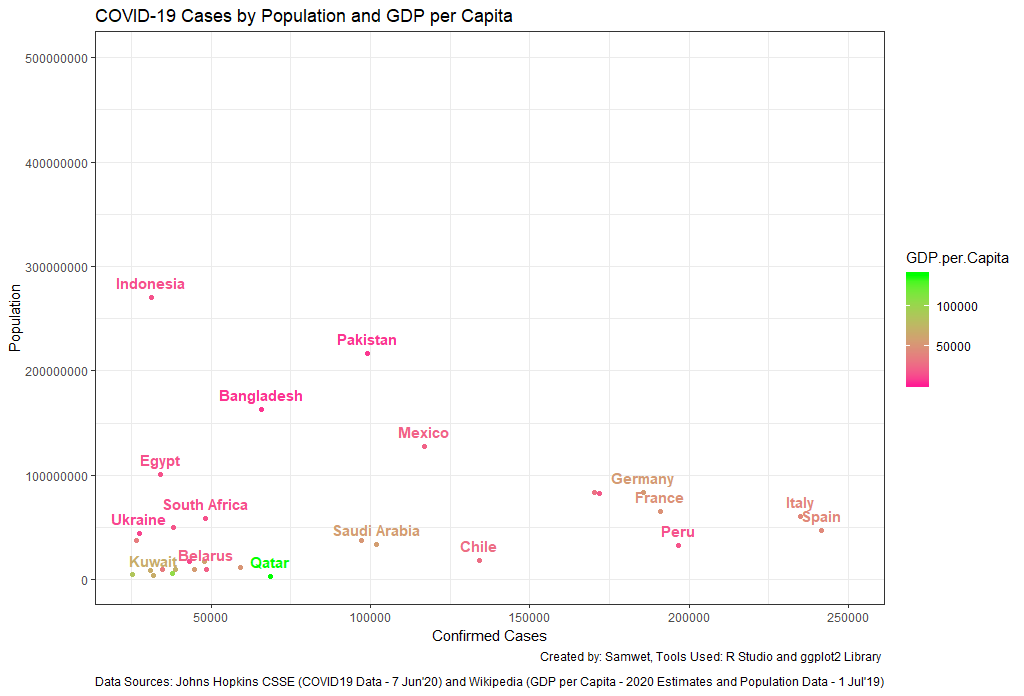 COVID-19 Cases by Population and GDP per Capita
500000000
400000000
300000000
200000000
100000000
0
Population
Indonesia
Pakistan
Bangladesh
Mexico
Egypt
Germany
France
South Africa
Italy
Ukraine
Spain
Saudi Arabia
Peru
Chile
Belarus
Kuwait
Qatar
GDP.per.Capita
100000
50000
50000
100000
150000
200000
250000
Confirmed Cases
Created by: Samwet, Tools Used: R Studio and ggplot2 Library
Data Sources: Johns Hopkins CSSE (COVID19 Data - 7 Jun'20) and Wikipedia (GDP per Capita - 2020 Estimates and Population Data - 1 Jul'19)